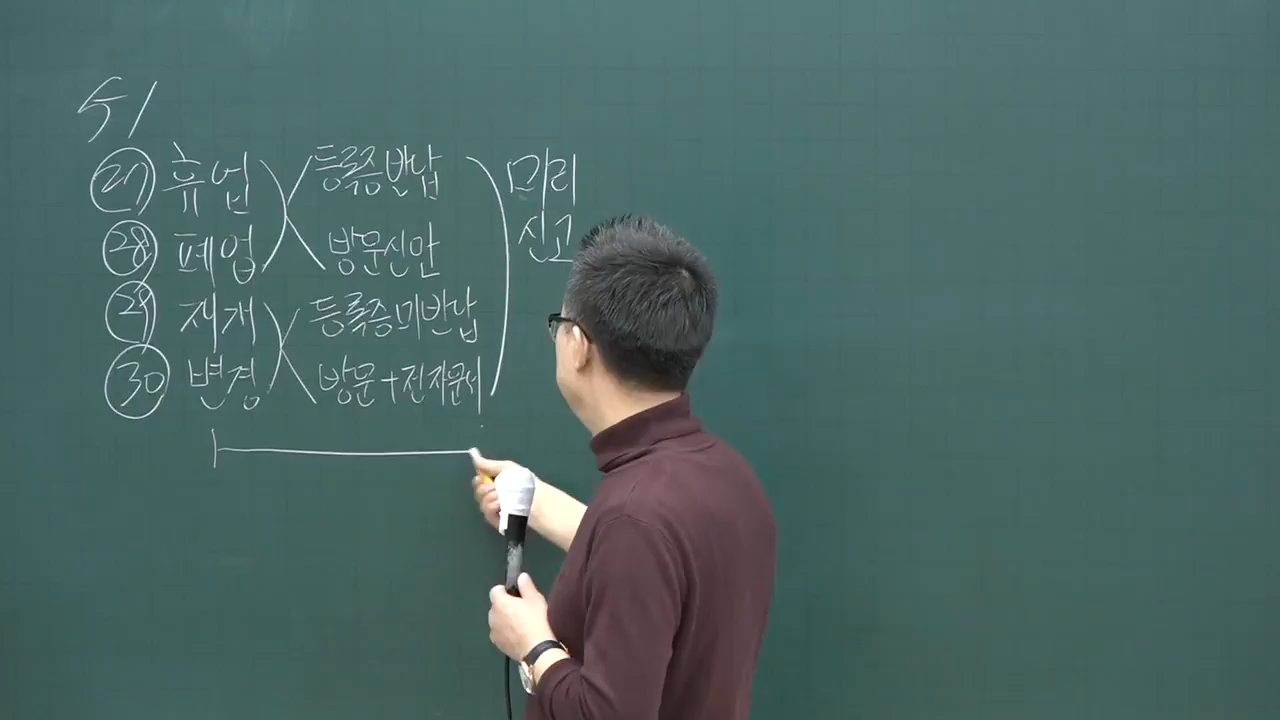 수/
㉗ 휴업 등록증반납 미리
㉘ 폐업 방문신만 신고
㉙ 재개 등록증미반납
㉚ 변경 방문+전자문서